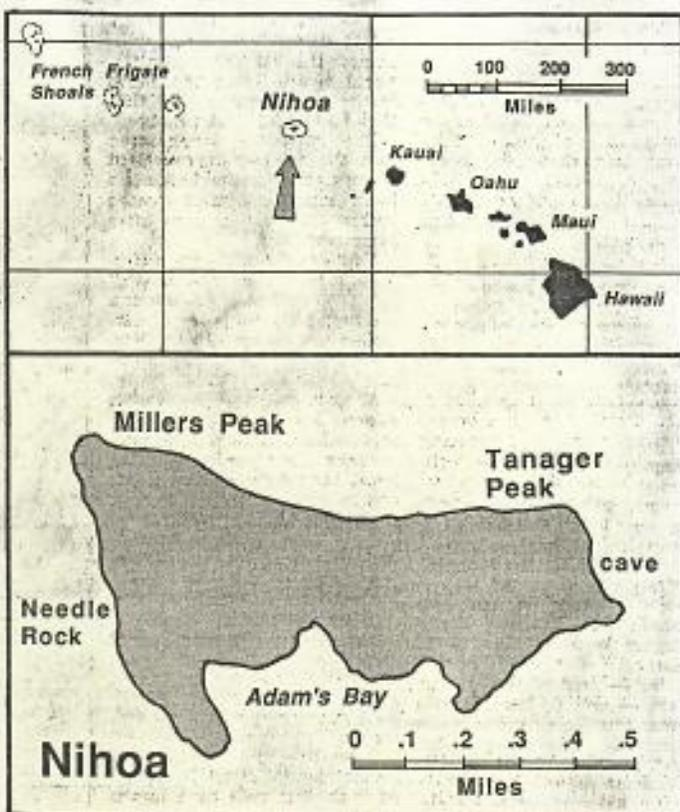 French Frigate
Shoals
Nihoa
0 100 200 300
Miles
Kauai
Oahu
Maui
Hawaii
Millers Peak
Tanager
Peak
cave
Needle
Rock
Adam's Bay
Nihoa
0 .1 .2 .3 .4 .5
Miles